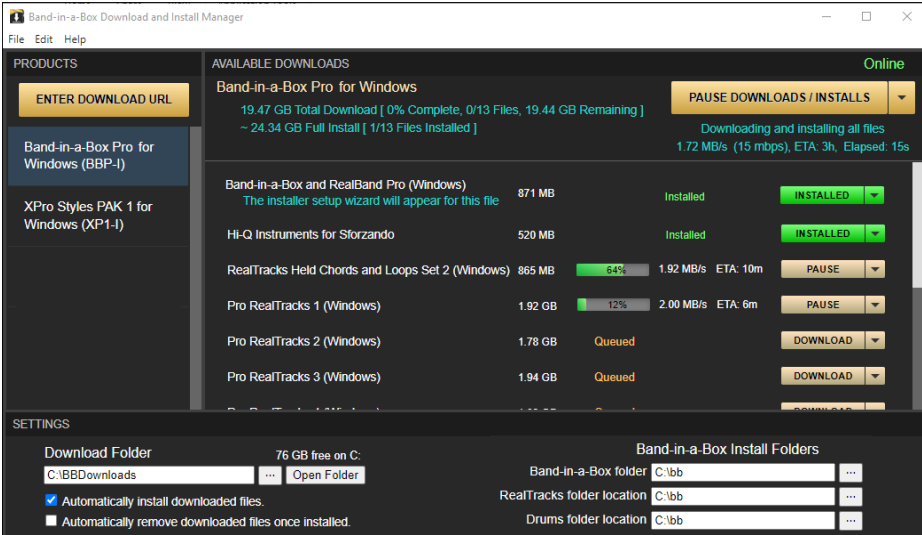 Band-in-a-Box Download and Install Manager
File Edit Help
PRODUCTS
AVAILABLE DOWNLOADS
Online
ENTER DOWNLOAD URL
Band-in-a-Box Pro for
Windows (BBP-I)
XPro Styles PAK 1 for
Windows (XP1-I)
Band-in-a-Box Pro for Windows
19.47 GB Total Download [ 0% Complete, 0/13 Files, 19.44 GB Remaining ]
~ 24.34 GB Full Install [ 1/13 Files Installed ]
PAUSE DOWNLOADS / INSTALLS
Downloading and installing all files
1.72 MB/s (15 mbps), ETA: 3h, Elapsed: 15s
Band-in-a-Box and RealBand Pro (Windows)
The installer setup wizard will appear for this file
871 MB
Installed
INSTALLED
Hi-Q Instruments for Sforzando 520 MB Installed INSTALLED
RealTracks Held Chords and Loops Set 2 (Windows) 865 MB 64% 1.92 MB/s ETA: 10m PAUSE
Pro RealTracks 1 (Windows) 1.92 GB 12% 2.00 MB/s ETA: 6m PAUSE
Pro RealTracks 2 (Windows) 1.78 GB Queued DOWNLOAD
Pro RealTracks 3 (Windows) 1.94 GB Queued DOWNLOAD
SETTINGS
Download Folder
76 GB free on C:
C:\BBDownloads ... Open Folder
Automatically install downloaded files.
Automatically remove downloaded files once installed.
Band-in-a-Box Install Folders
Band-in-a-Box folder C:\bb ...
RealTracks folder location C:\bb ...
Drums folder location C:\bb ...